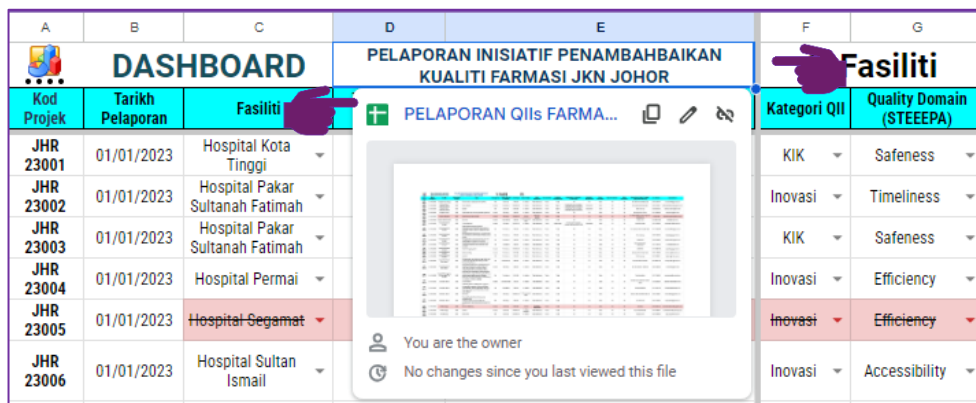 A B C D E F G
DASHBOARD
PELAPORAN INISIATIF PENAMBAHBAIKAN
KUALITI FARMASI JKN JOHOR
Fasiliti
Kod
Projek
Tarikh
Pelaporan
Fasiliti
Kategori QII
Quality Domain
(STEEEPA)
PELAPORAN QIIs FARMA...
JHR
23001
01/01/2023
Hospital Kota
Tinggi
KIK
Safeness
JHR
23002
01/01/2023
Hospital Pakar
Sultanah Fatimah
Inovasi
Timeliness
JHR
23003
01/01/2023
Hospital Pakar
Sultanah Fatimah
KIK
Safeness
JHR
23004
01/01/2023
Hospital Permai
Inovasi
Efficiency
JHR
23005
01/01/2023
Hospital Segamat
Inovasi
Efficiency
JHR
23006
01/01/2023
Hospital Sultan
Ismail
Inovasi
Accessibility
You are the owner
No changes since you last viewed this file